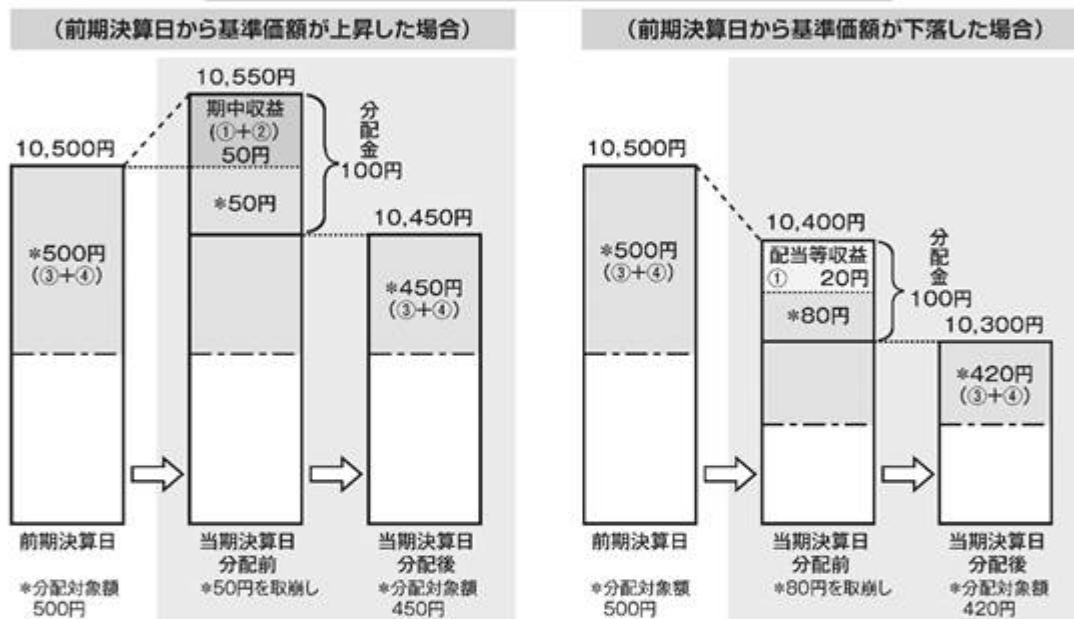 (前期決算日から基準価額が上昇した場合)
10,550円
期中収益
(①+②)
50円
*50円
分配金
100円
10,500円
*500円
(③+④)
10,450円
*450円
(③+④)
前期決算日
当期決算日
分配前
当期決算日
分配後
*分配対象額
500円
*50円を取崩し
*分配対象額
450円
(前期決算日から基準価額が下落した場合)
10,500円
*500円
(③+④)
10,400円
配当等収益
① 20円
*80円
分配金
100円
10,300円
*420円
(③+④)
前期決算日
当期決算日
分配前
当期決算日
分配後
*分配対象額
500円
*80円を取崩し
*分配対象額
420円